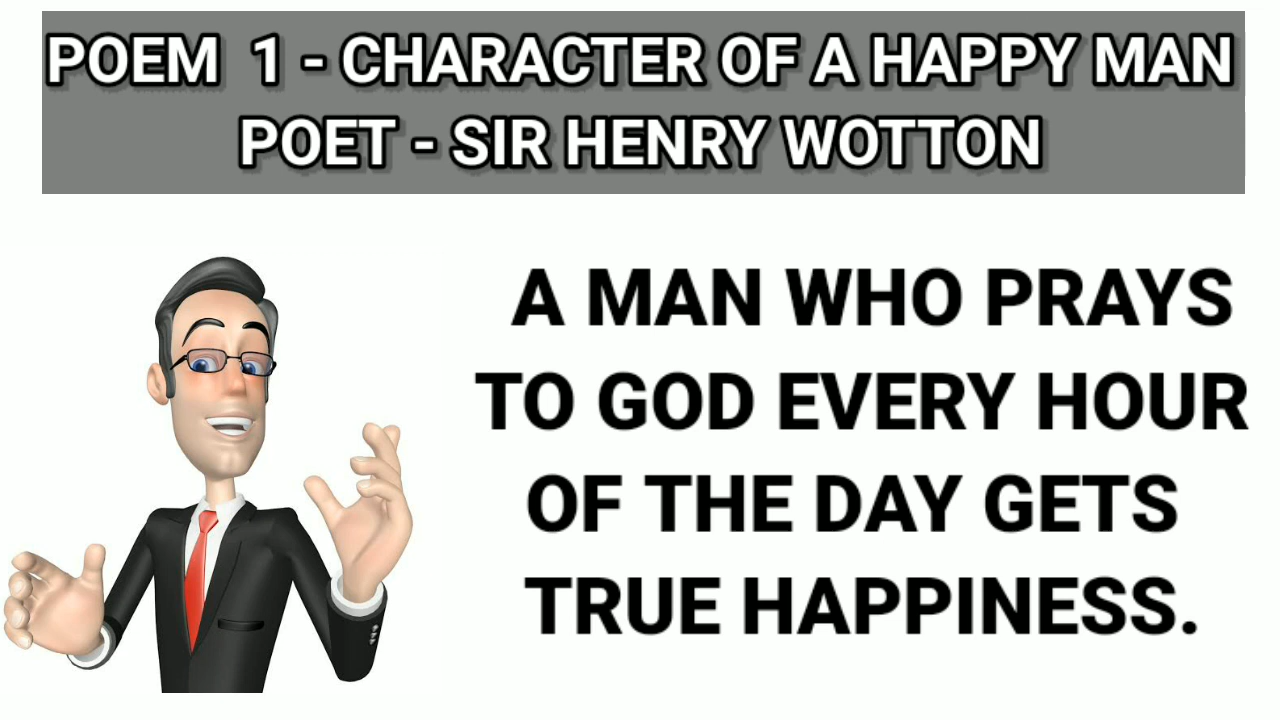 POEM 1 - CHARACTER OF A HAPPY MAN
POET - SIR HENRY WOTTON
A MAN WHO PRAYS
TO GOD EVERY HOUR
OF THE DAY GETS
TRUE HAPPINESS.